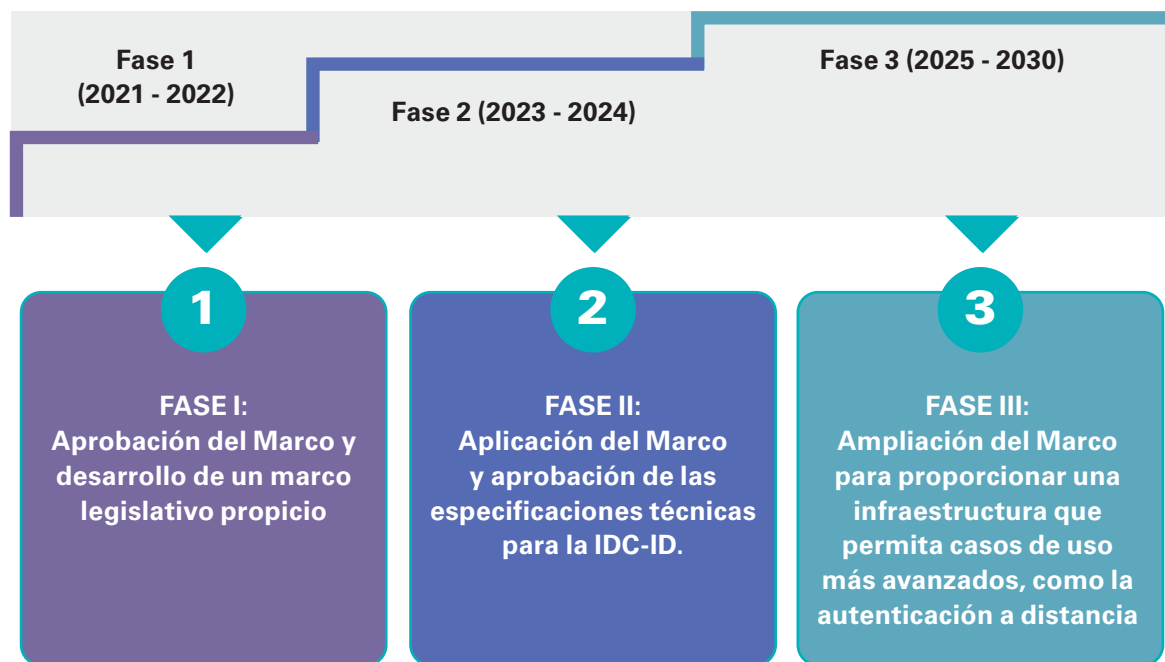 Fase 1
(2021 - 2022)
Fase 2 (2023 - 2024)
Fase 3 (2025 - 2030)
1
FASE I:
Aprobación del Marco y
desarrollo de un marco
legislativo propicio
2
FASE II:
Aplicación del Marco
y aprobación de las
especificaciones técnicas
para la IDC-ID.
3
FASE III:
Ampliación del Marco
para proporcionar una
infraestructura que
permita casos de uso
más avanzados, como la
autenticación a distancia